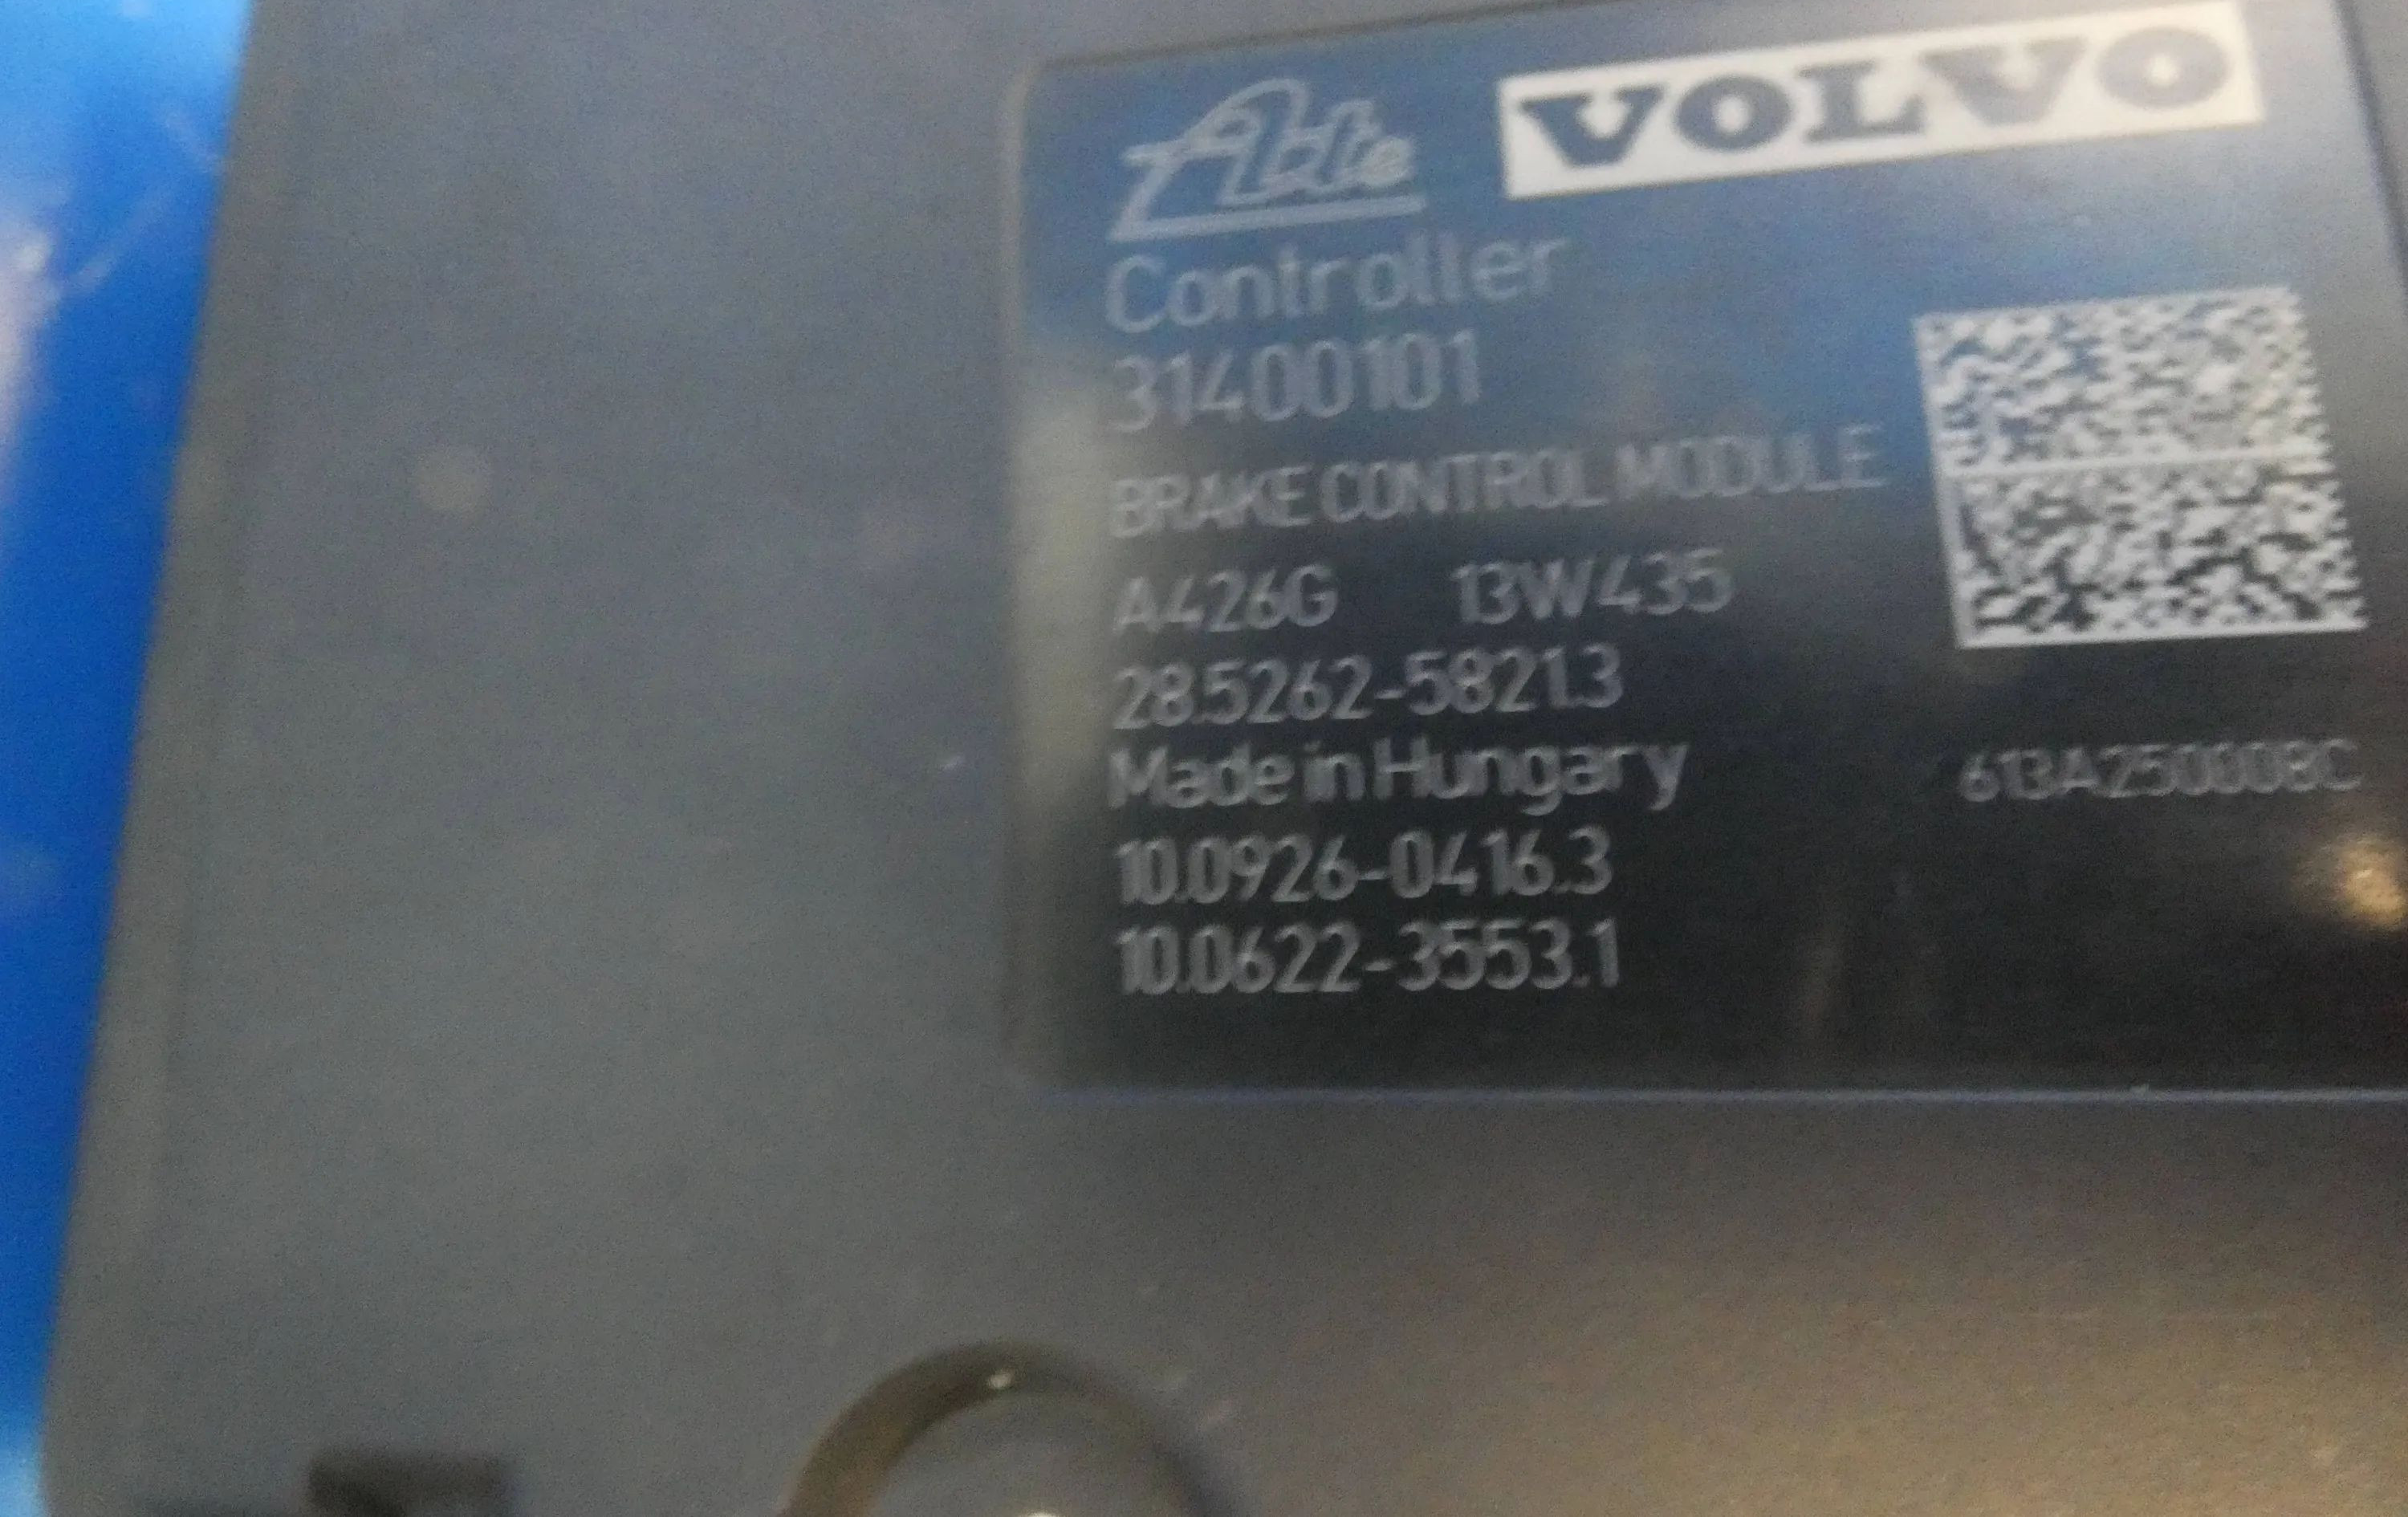 Ate VOLVO
Controller
31400101
BRAKE CONTROL MODULE
A426G 13W435
28.5262-5821.3
Made in Hungary 613A250008C
10.0926-0416.3
10.0622-3553.1